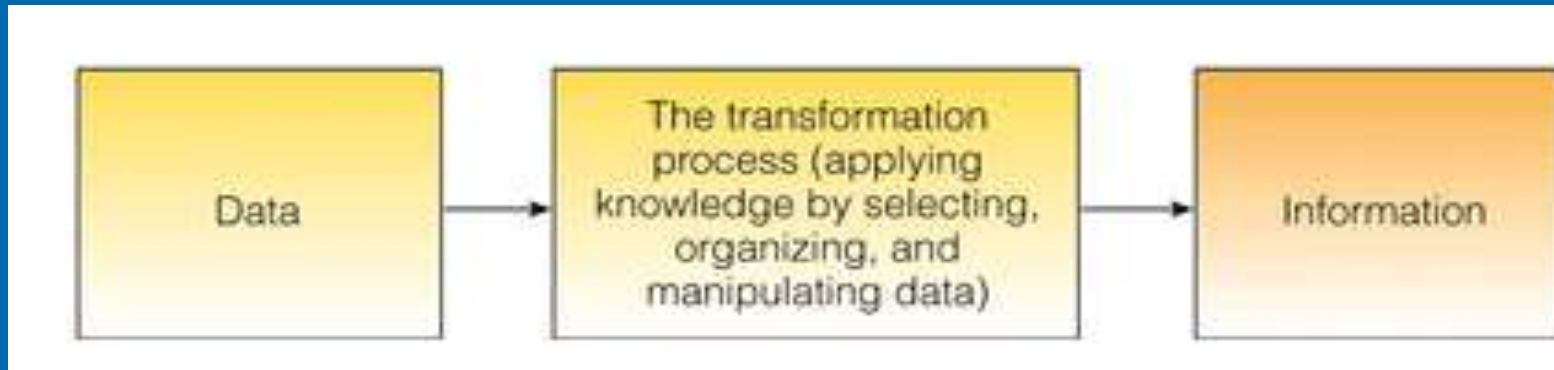 Data
The transformation
process (applying
knowledge by selecting,
organizing, and
manipulating data)
Information